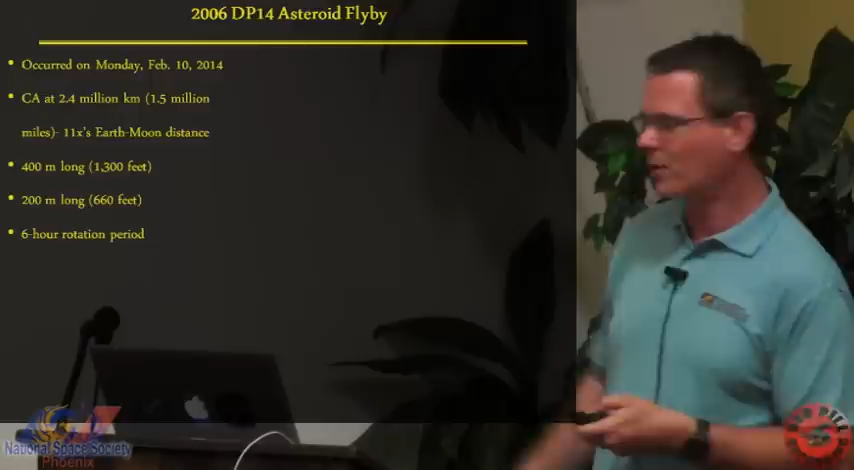 2006 DP14 Asteroid Flyby
• Occurred on Monday, Feb. 10, 2014
• CA at 2.4 million km (1.5 million
miles)- 11x's Earth-Moon distance
• 400 m long (1,300 feet)
• 200 m long (660 feet)
• 6-hour rotation period
National Space Society
Phoenix
RED PILL